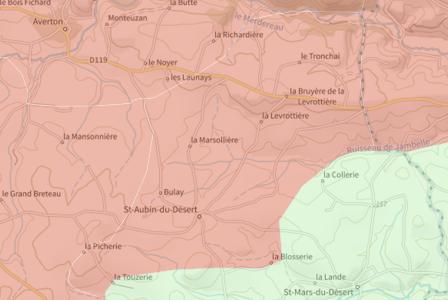 le Bois Fichard
la Butte
Monteuzan
Averton
le Merdereau
la Richardière
D119
le Noyer
le Tronchai
les Launays
la Bruyère de la
Levrottière
la Levrottière
la Mansonnière
la Marsollière
Ruisseau de Jambelle
la Collerie
le Grand Breteau
Bulay
257
St-Aubin-du-Désert
la Picherie
la Blosserie
la Touzerie
la Lande
St-Mars-du-Désert